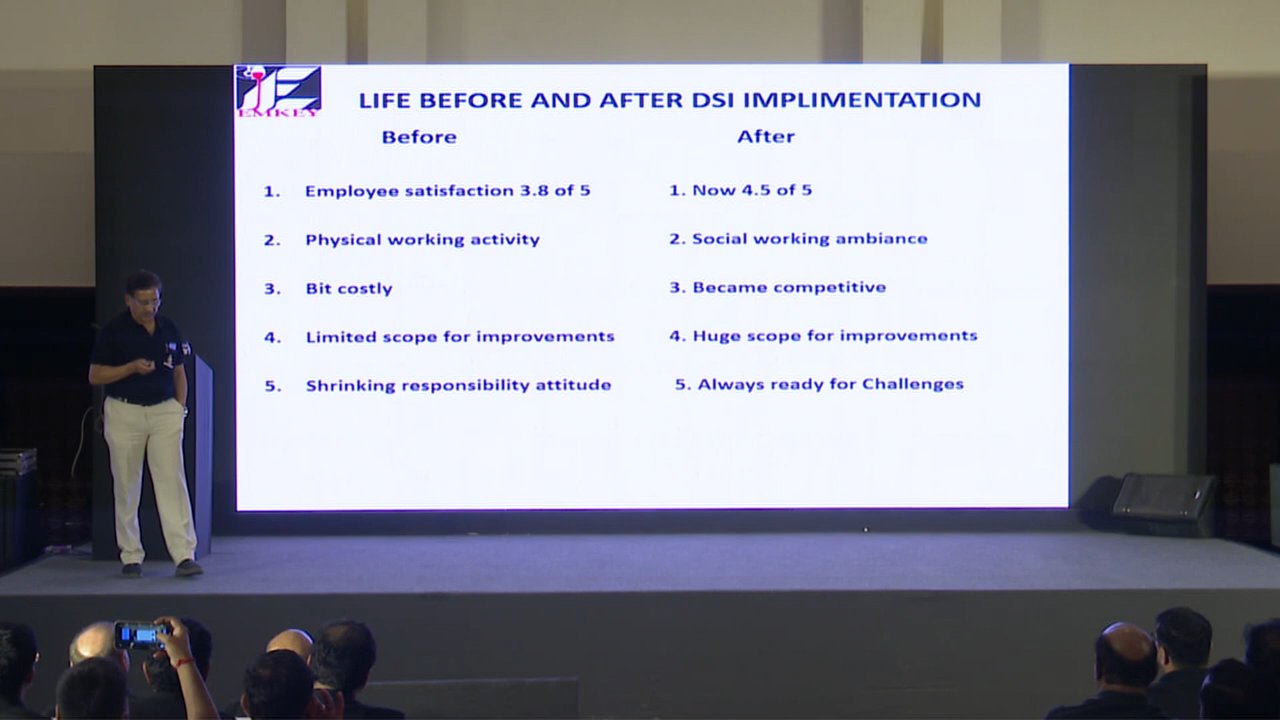 EMKEY
LIFE BEFORE AND AFTER DSI IMPLIMENTATION
Before After
1. Employee satisfaction 3.8 of 5 1. Now 4.5 of 5
2. Physical working activity 2. Social working ambiance
3. Bit costly 3. Became competitive
4. Limited scope for improvements 4. Huge scope for improvements
5. Shrinking responsibility attitude 5. Always ready for Challenges